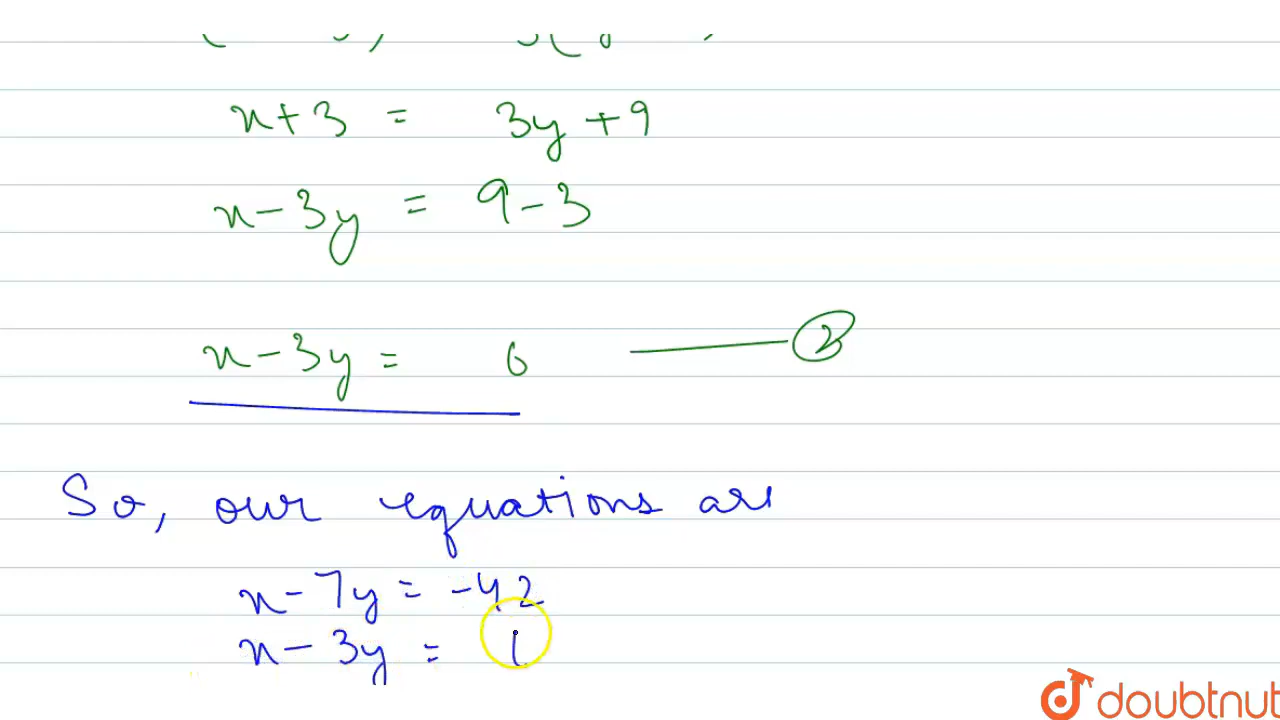 x + 3 = 3y + 9
x - 3y = 9 - 3
x - 3y = 6 ②
So, our equations are
x - 7y = -42
x - 3y =
doubtnut